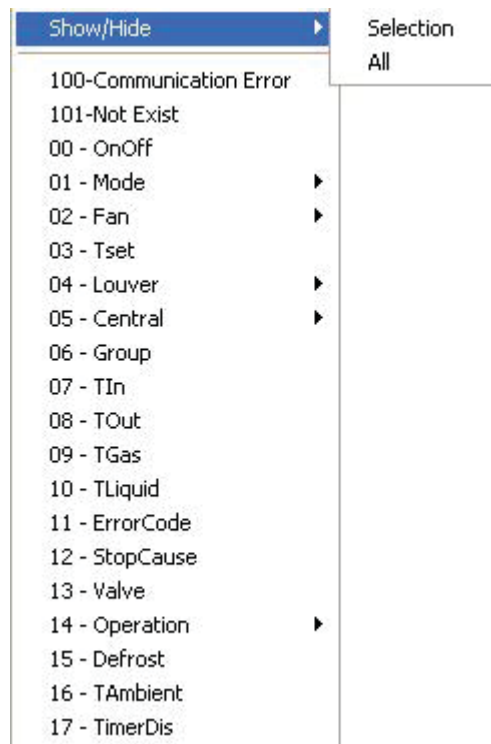 Show/Hide
Selection
All
100-Communication Error
101-Not Exist
00 - OnOff
01 - Mode
02 - Fan
03 - Tset
04 - Louver
05 - Central
06 - Group
07 - TIn
08 - TOut
09 - TGas
10 - TLiquid
11 - ErrorCode
12 - StopCause
13 - Valve
14 - Operation
15 - Defrost
16 - TAmbient
17 - TimerDis